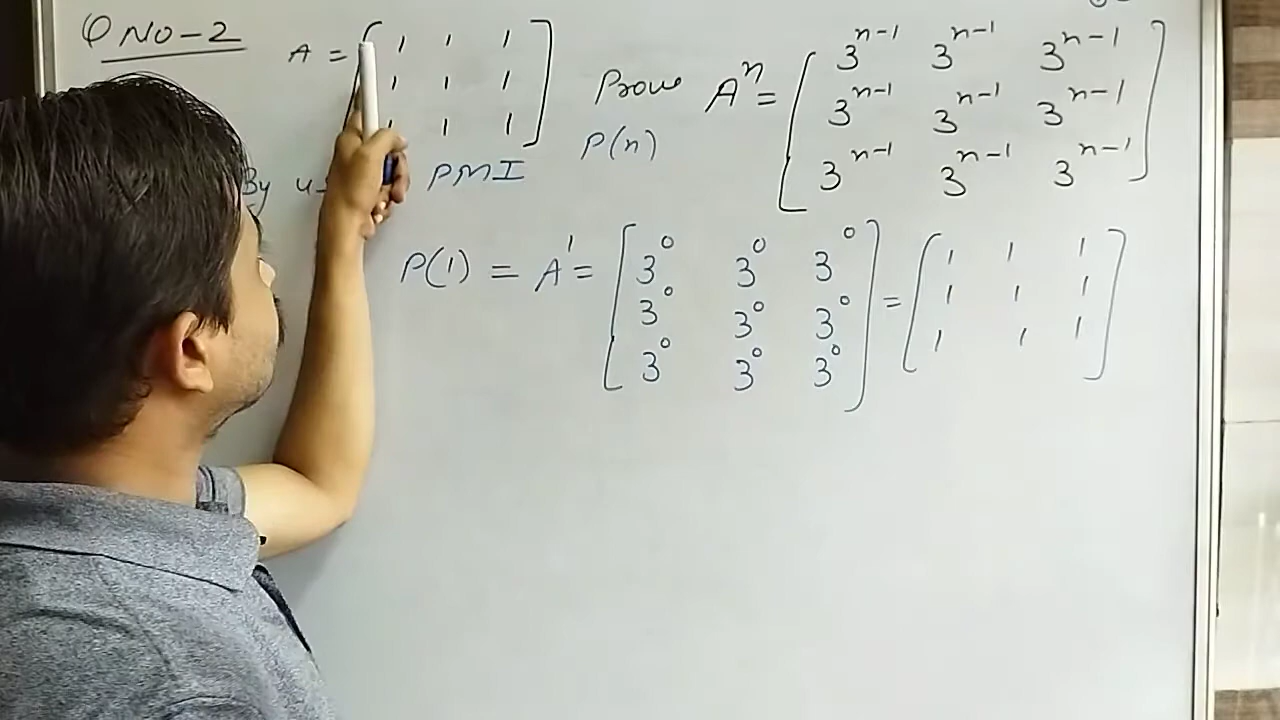 Q NO-2
A = [ 1 1 1
1 1 1
1 1 ]
Prove A^n = [ 3^n-1 3^n-1 3^n-1
3^n-1 3^n-1 3^n-1
3^n-1 3^n-1 3^n-1 ]
P(n)
By PMI
P(1) = A^1 = [ 3^0 3^0 3^0
3^0 3^0 3^0
3^0 3^0 3^0 ] = [ 1 1 1
1 1 1
1 1 1 ]